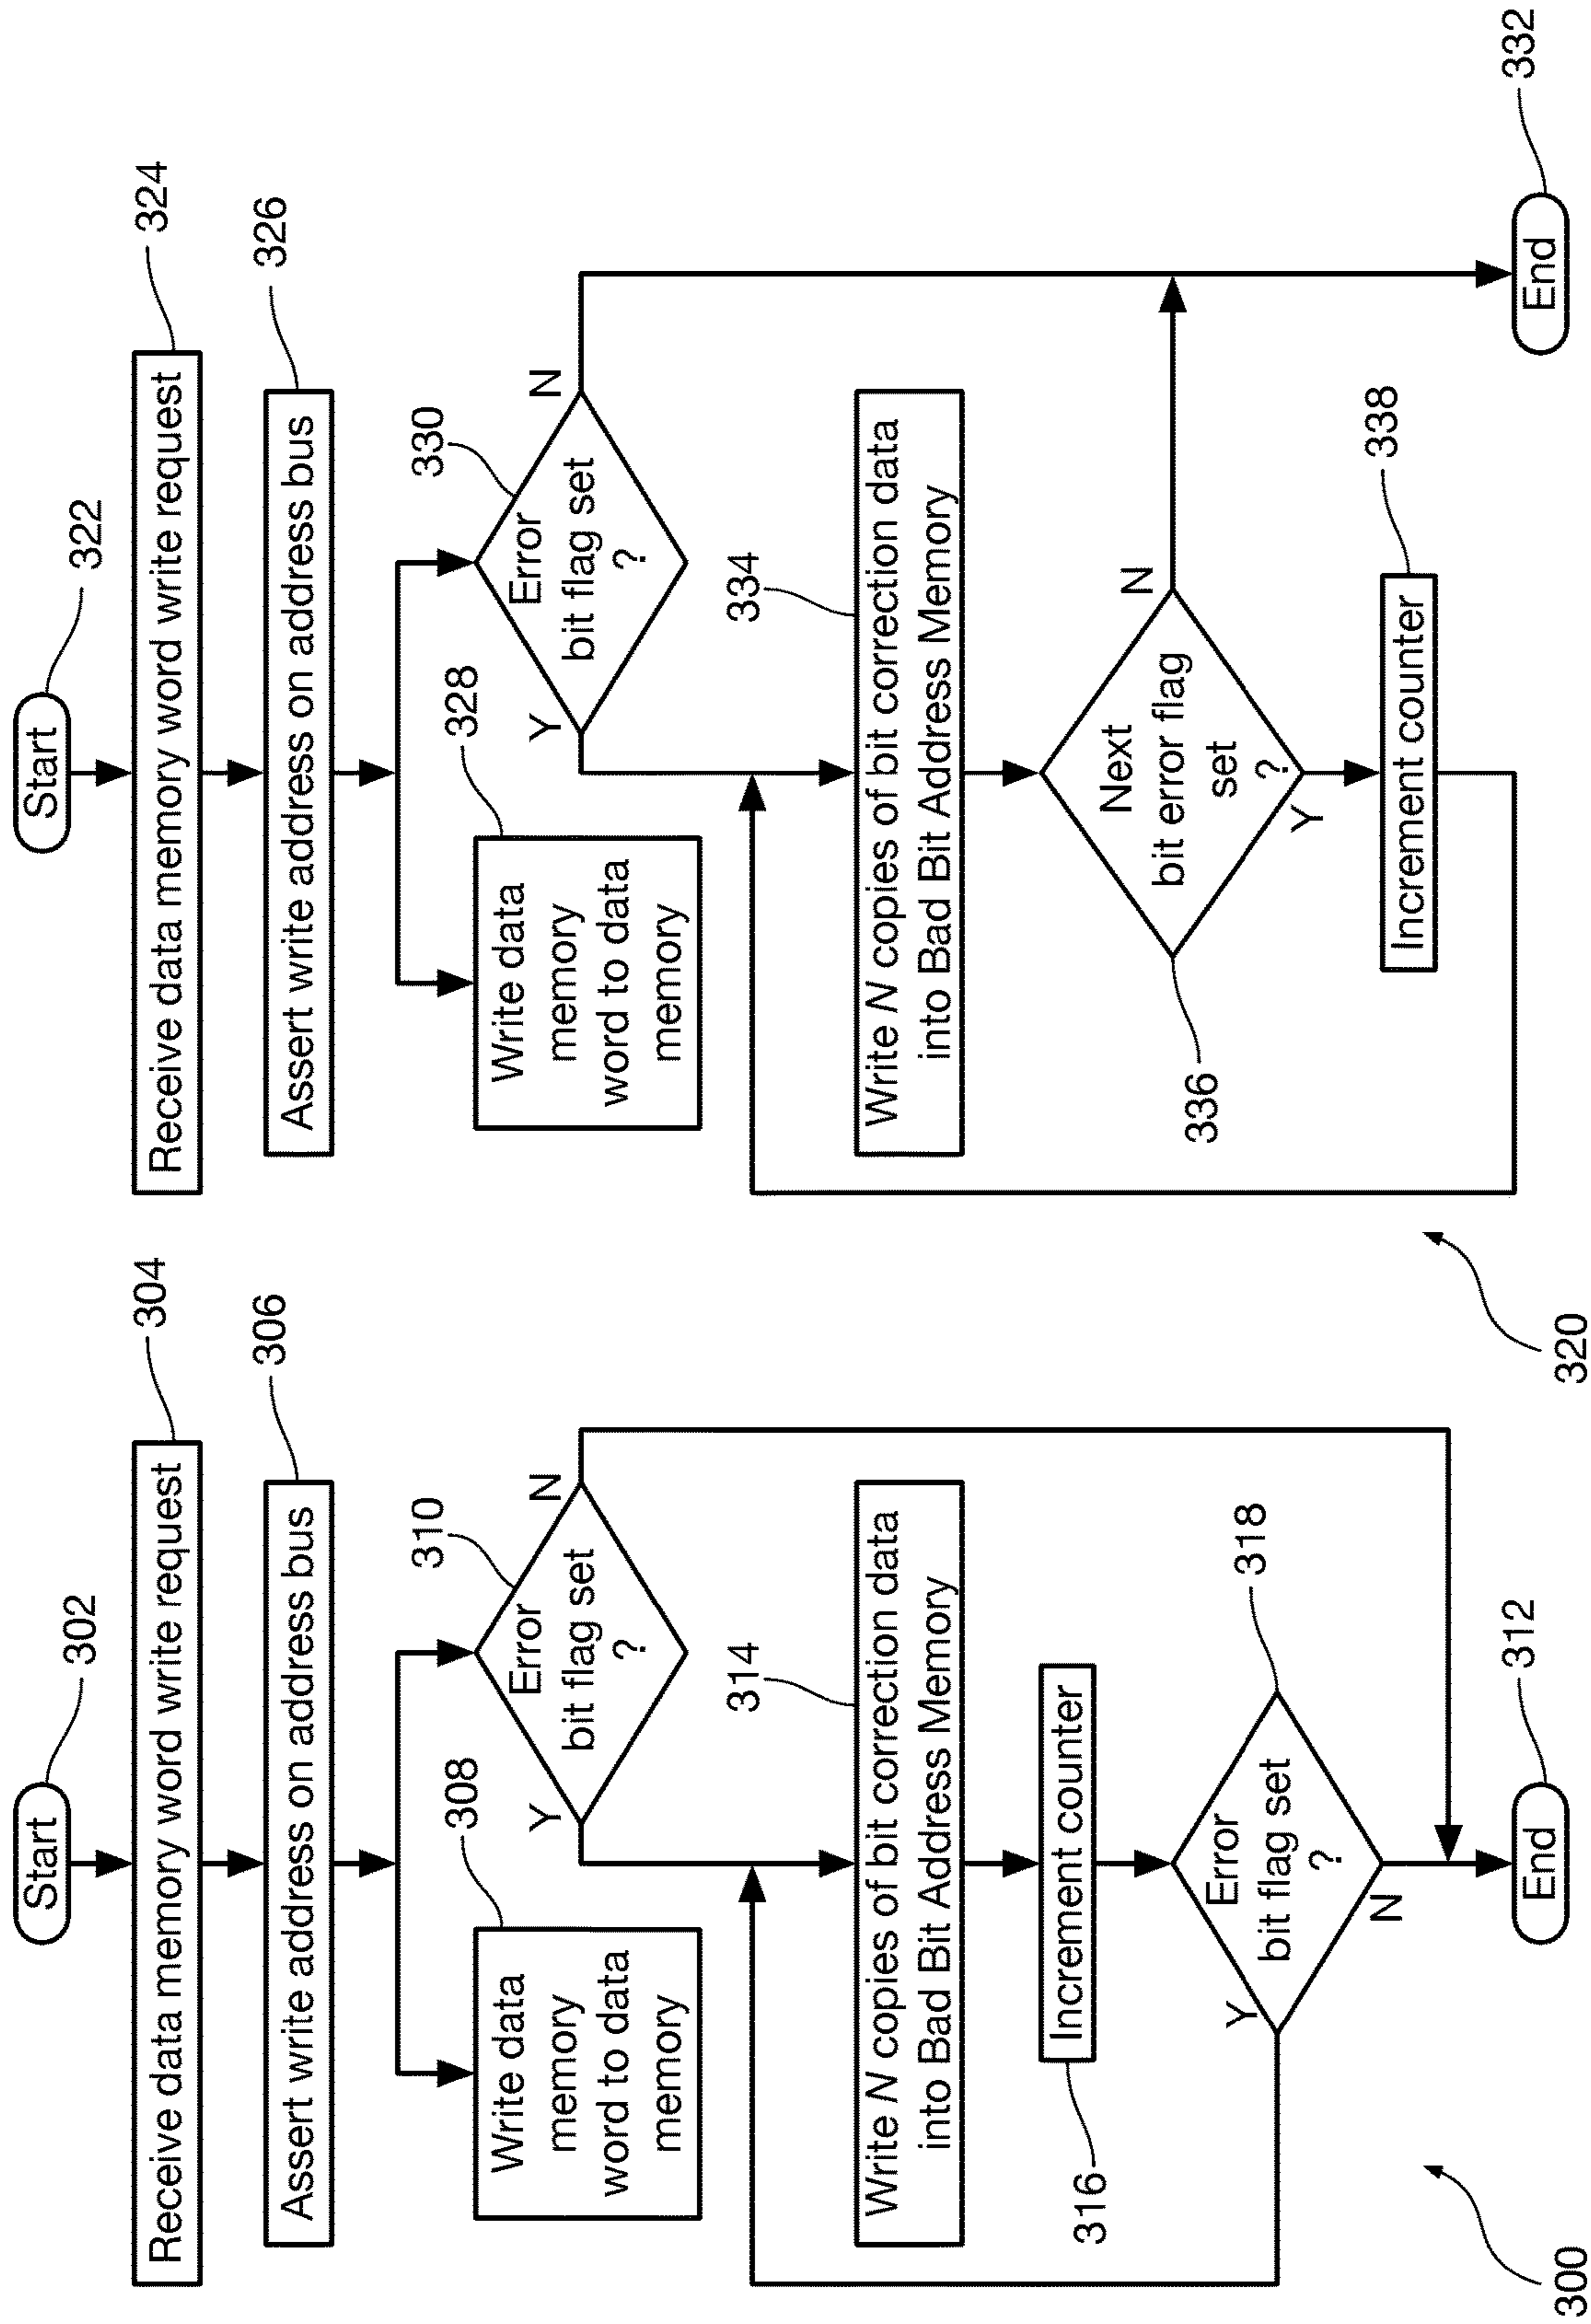 Start
302
Receive data memory word write request
304
Assert write address on address bus
306
Write data
memory
word to data
memory
308
Error
bit flag set
?
310
Y
N
Write N copies of bit correction data
into Bad Bit Address Memory
314
Increment counter
316
Error
bit flag set
?
318
Y
N
End
312
300
Start
322
Receive data memory word write request
324
Assert write address on address bus
326
Write data
memory
word to data
memory
328
Error
bit flag set
?
330
Y
N
Write N copies of bit correction data
into Bad Bit Address Memory
334
Next
bit error flag
set
?
336
N
Y
Increment counter
338
End
332
320